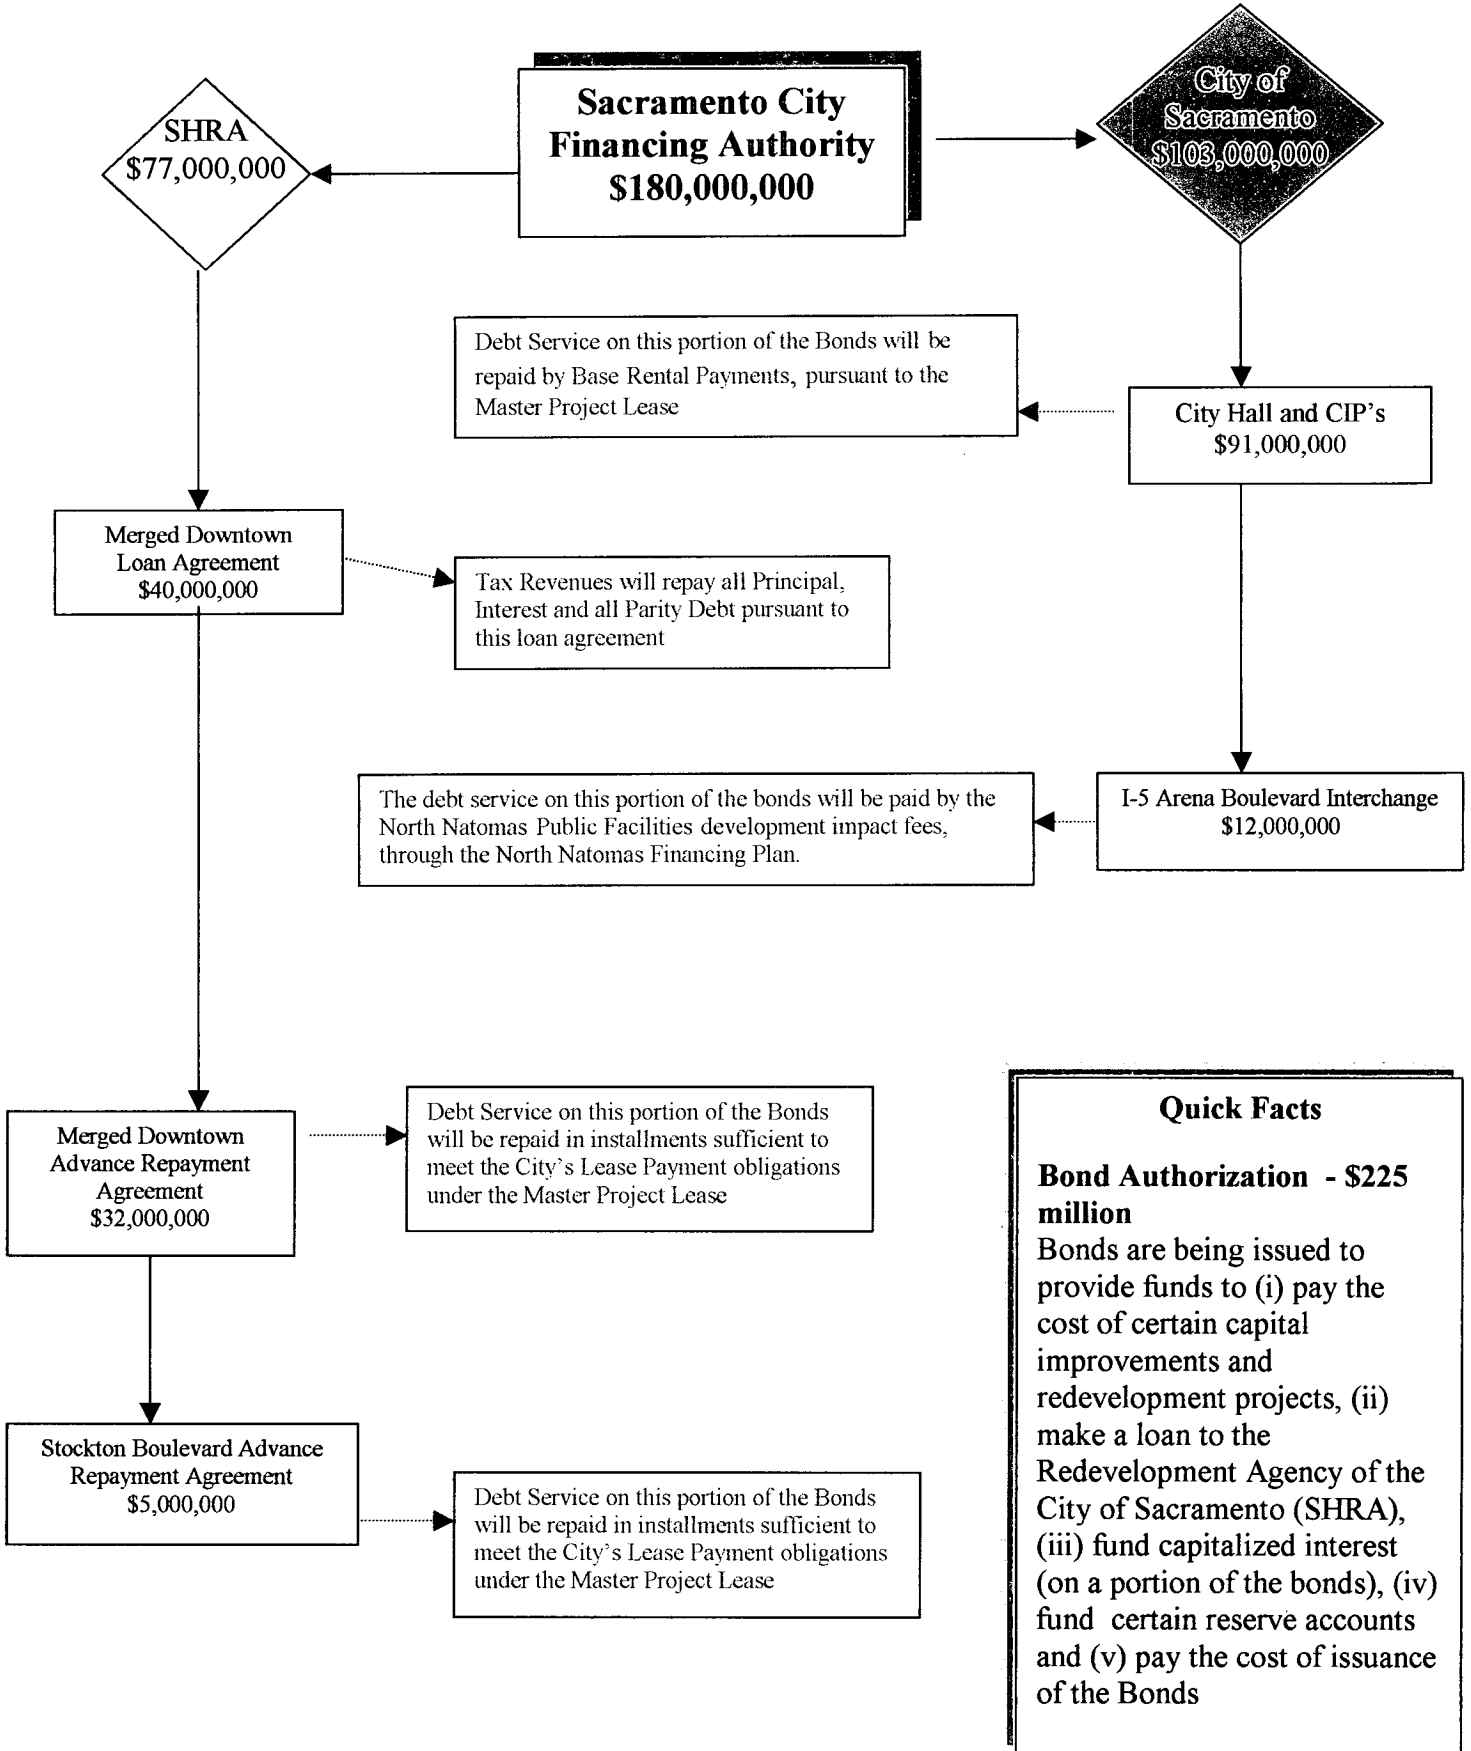 Sacramento City
Financing Authority
$180,000,000
SHRA
$77,000,000
City of
Sacramento
$103,000,000
Debt Service on this portion of the Bonds will be
repaid by Base Rental Payments, pursuant to the
Master Project Lease
City Hall and CIP's
$91,000,000
Merged Downtown
Loan Agreement
$40,000,000
Tax Revenues will repay all Principal,
Interest and all Parity Debt pursuant to
this loan agreement
The debt service on this portion of the bonds will be paid by the
North Natomas Public Facilities development impact fees,
through the North Natomas Financing Plan.
I-5 Arena Boulevard Interchange
$12,000,000
Merged Downtown
Advance Repayment
Agreement
$32,000,000
Debt Service on this portion of the Bonds
will be repaid in installments sufficient to
meet the City's Lease Payment obligations
under the Master Project Lease
Stockton Boulevard Advance
Repayment Agreement
$5,000,000
Debt Service on this portion of the Bonds
will be repaid in installments sufficient to
meet the City's Lease Payment obligations
under the Master Project Lease
Quick Facts
Bond Authorization - $225
million
Bonds are being issued to
provide funds to (i) pay the
cost of certain capital
improvements and
redevelopment projects, (ii)
make a loan to the
Redevelopment Agency of the
City of Sacramento (SHRA),
(iii) fund capitalized interest
(on a portion of the bonds), (iv)
fund certain reserve accounts
and (v) pay the cost of issuance
of the Bonds